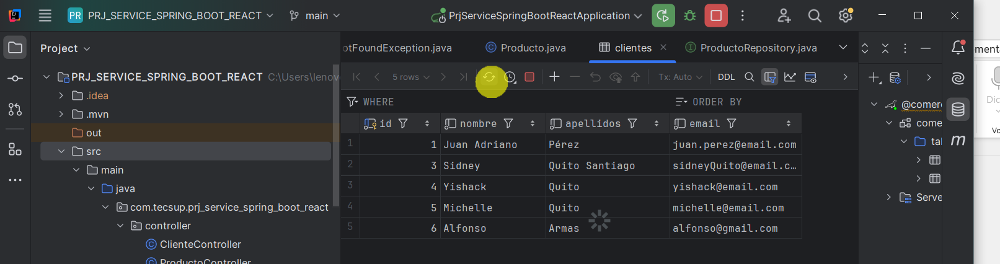 PR PRJ_SERVICE_SPRING_BOOT_REACT main PrjServiceSpringBootReactApplication
Project
PRJ_SERVICE_SPRING_BOOT_REACT C:\Users\lenov
.idea
.mvn
out
src
main
java
com.tecsup.prj_service_spring_boot_react
controller
ClienteController
ProductoController
otFoundException.java Producto.java clientes ProductoRepository.java
5 rows Tx: Auto DDL
WHERE ORDER BY
id nombre apellidos email
1 1 Juan Adriano Pérez juan.perez@email.com
2 3 Sidney Quito Santiago sidneyQuito@email.c…
3 4 Yishack Quito yishack@email.com
4 5 Michelle Quito michelle@email.com
5 6 Alfonso Armas alfonso@gmail.com
@comer
come
tal
Serve
m
menta
Dic
Vo